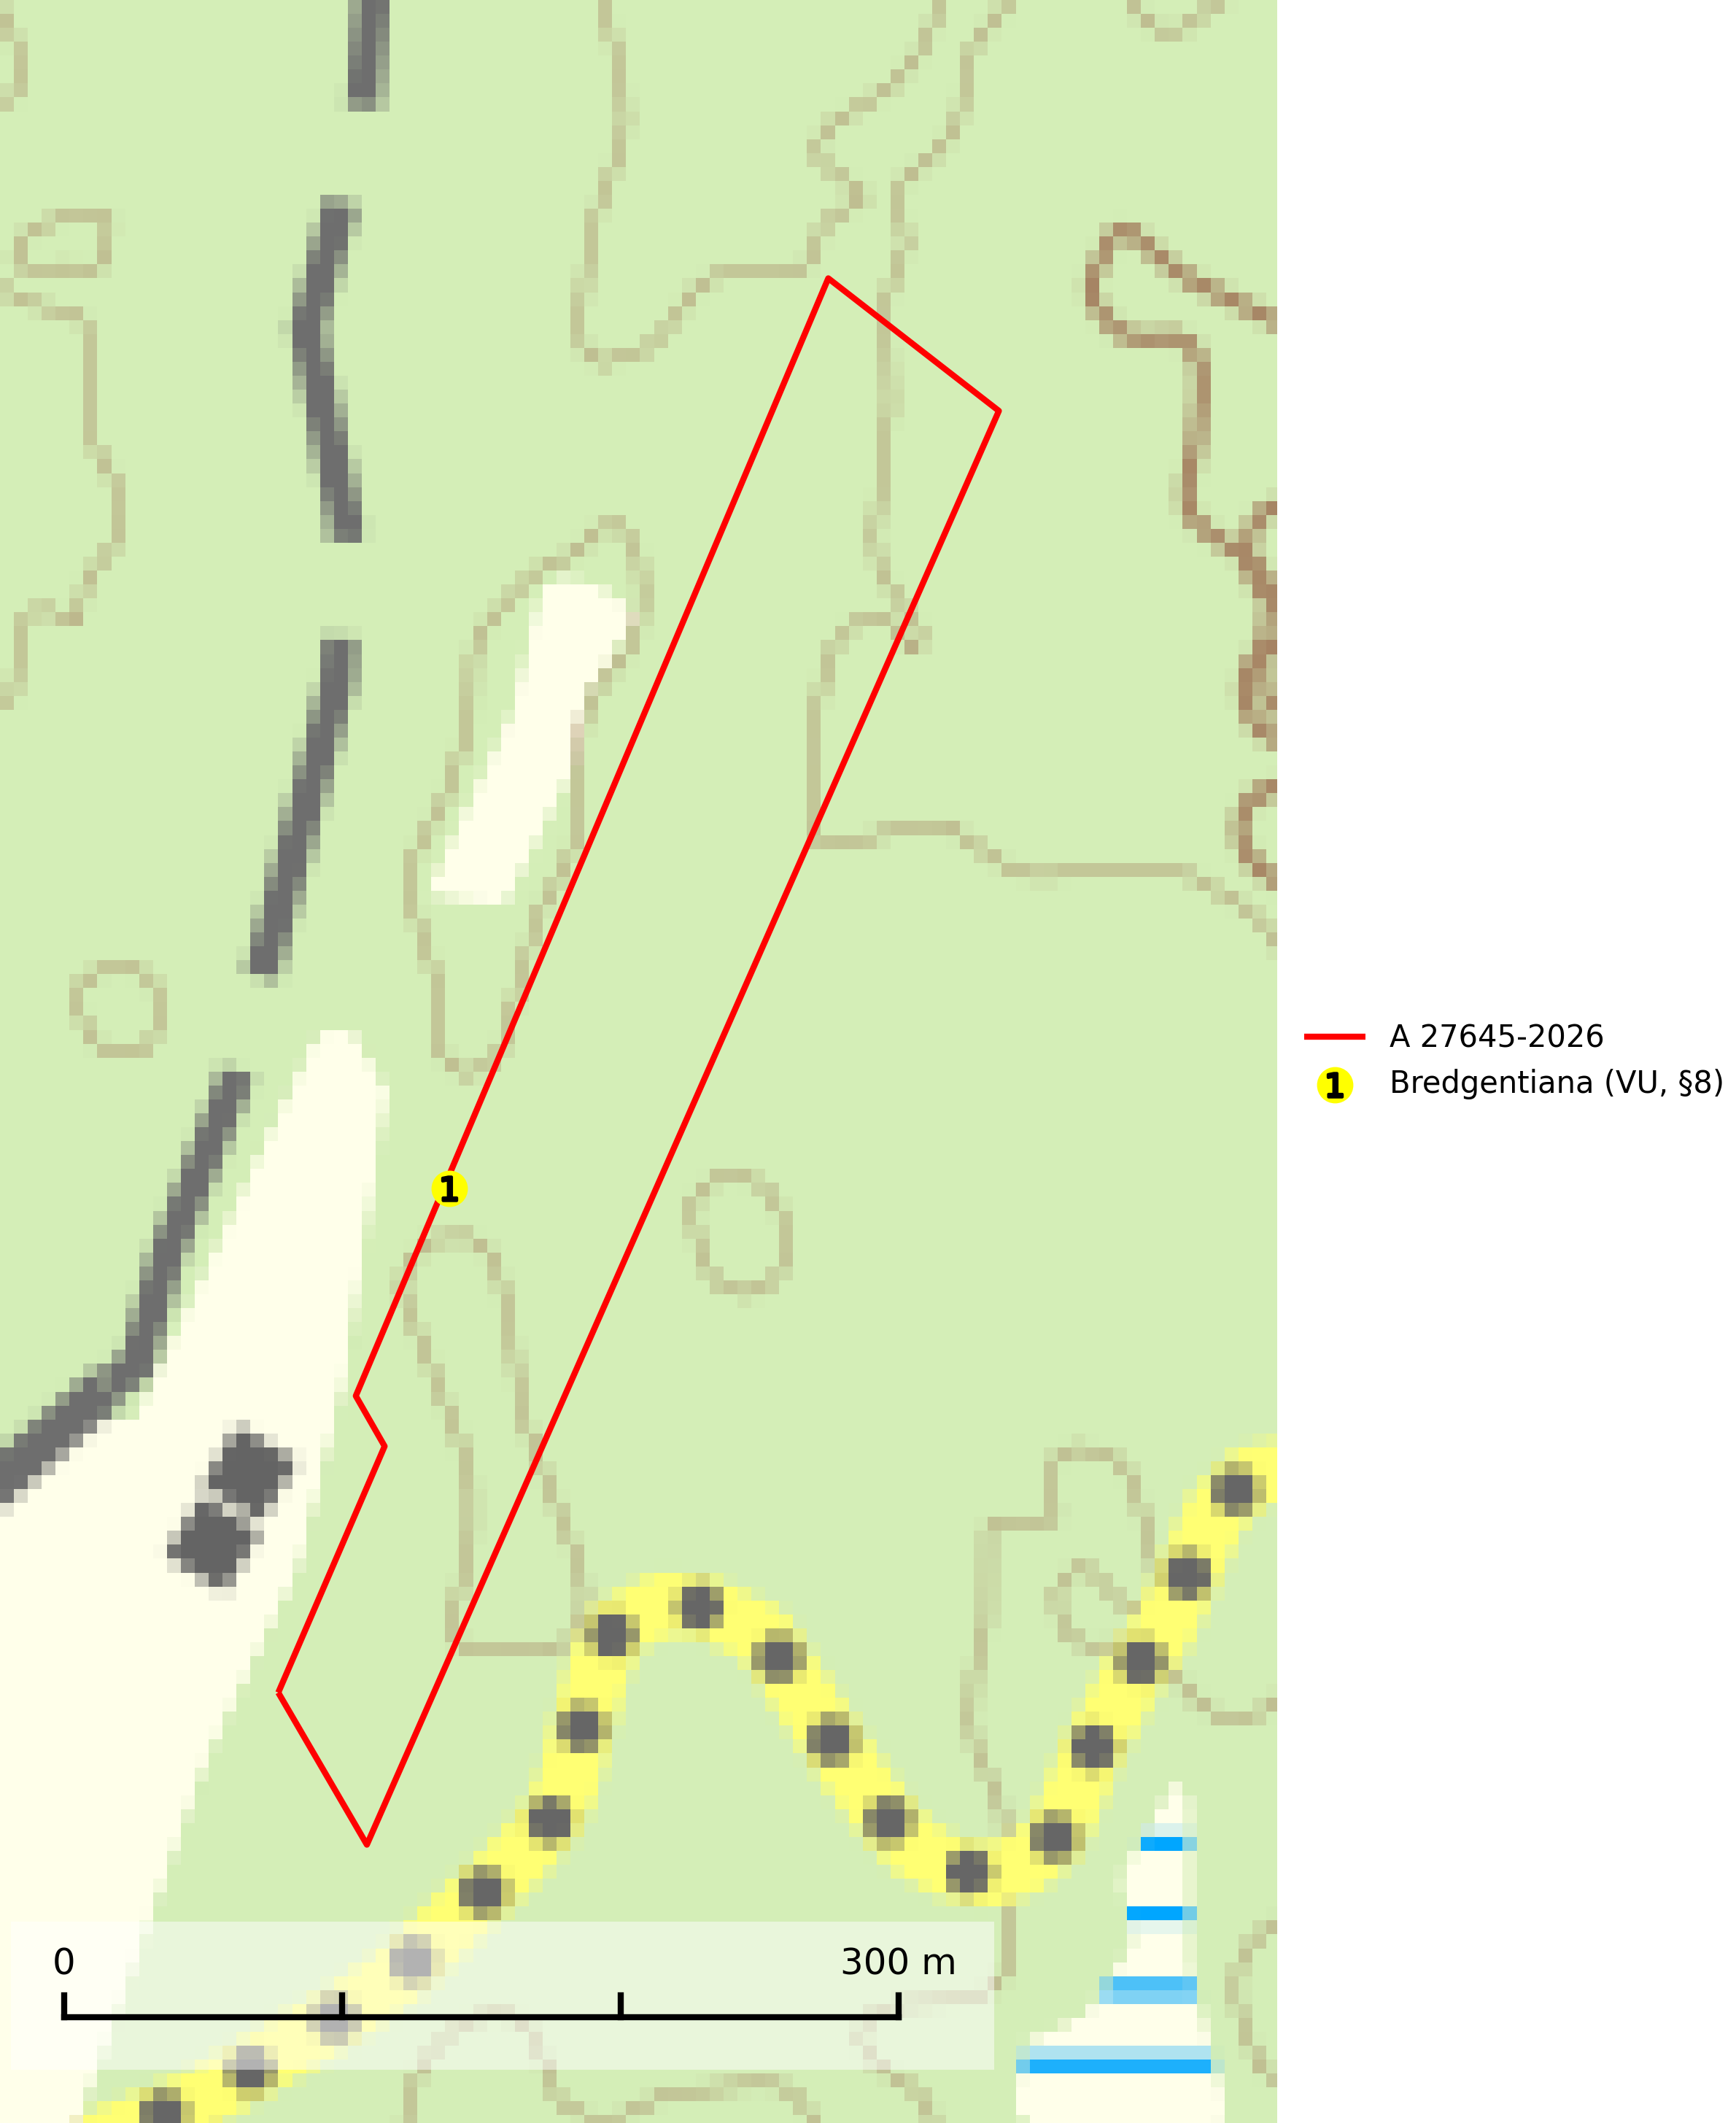 A 27645-2026
1 Bredgentiana (VU, §8)
1
0 300 m